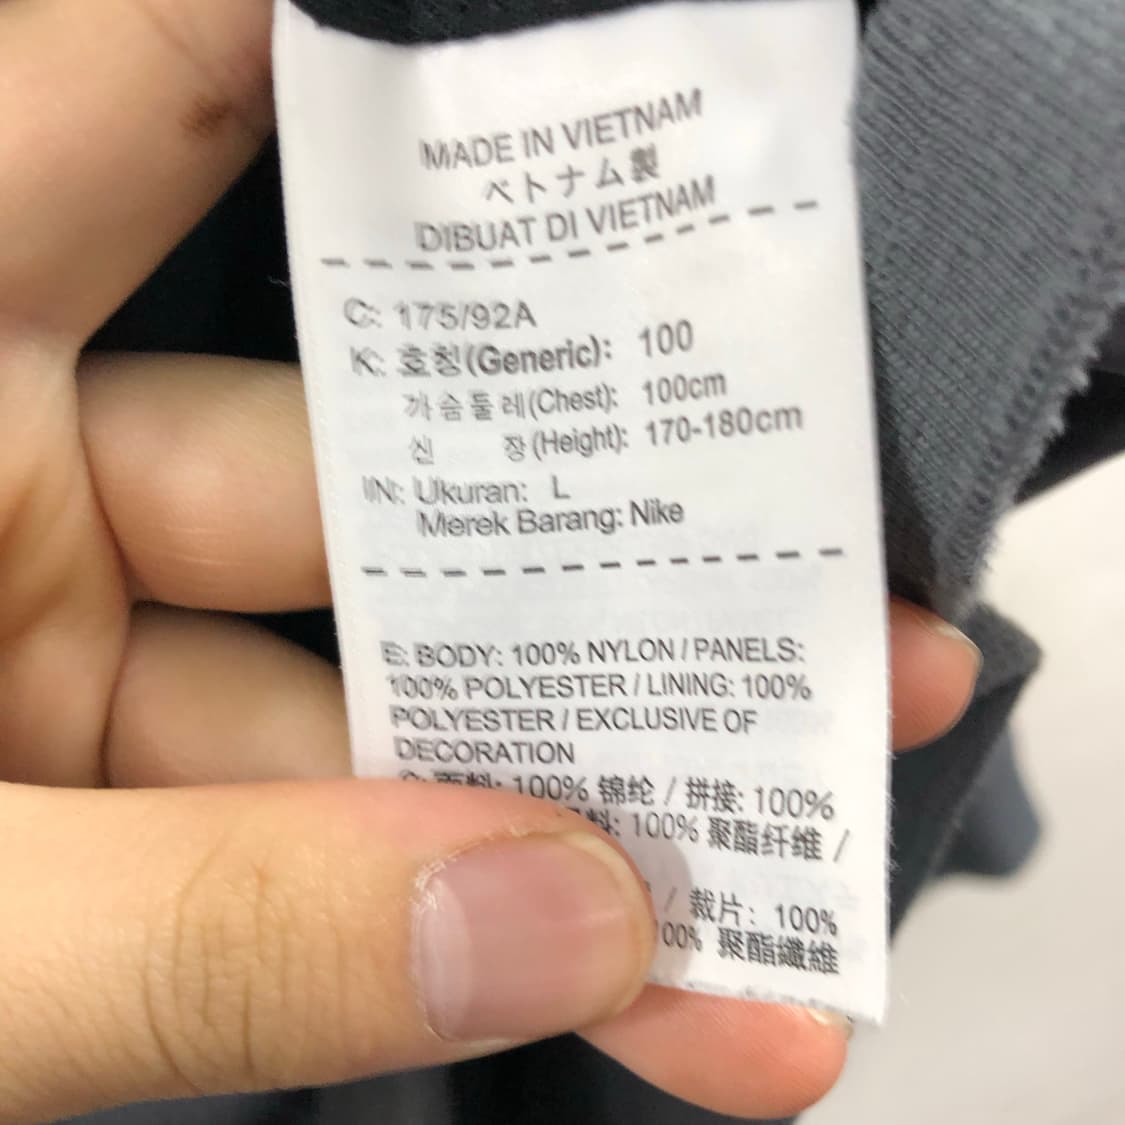 MADE IN VIETNAM
ベトナム製
DIBUAT DI VIETNAM
C: 175/92A
K: 호칭(Generic): 100
가슴둘레(Chest): 100cm
신 장(Height): 170-180cm
IN: Ukuran: L
Merek Barang: Nike
E: BODY: 100% NYLON / PANELS:
100% POLYESTER / LINING: 100%
POLYESTER / EXCLUSIVE OF
DECORATION
C: 面料: 100% 锦纶 / 拼接: 100%
料: 100% 聚酯纤维 /
/ 裁片: 100%
100% 聚酯纖維